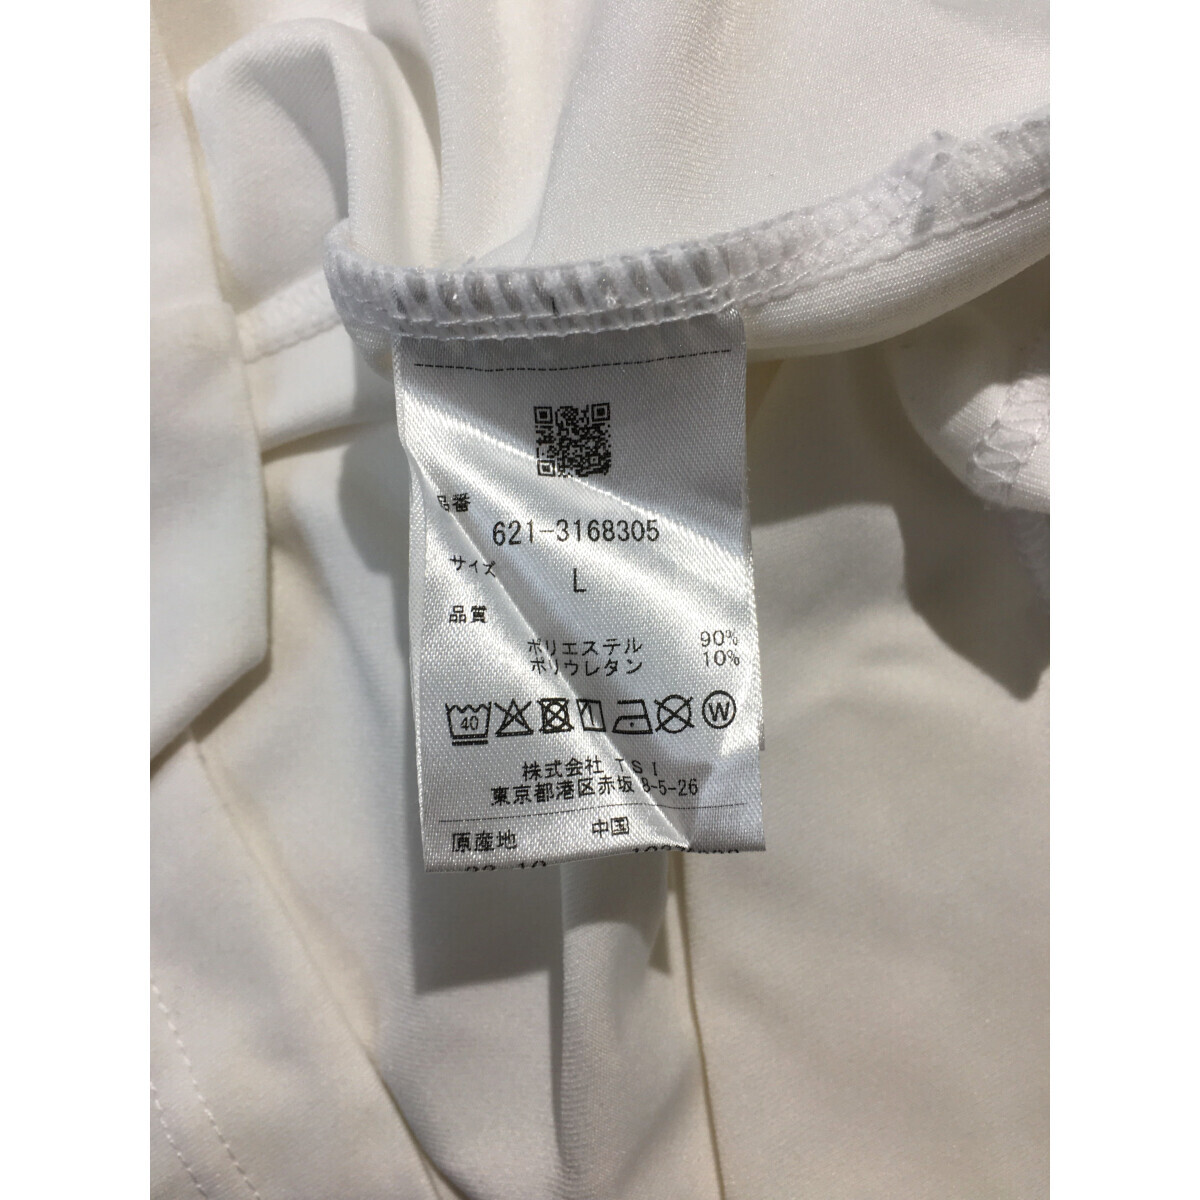 品番
621-3168305
サイズ
L
品質
ポリエステル 90%
ポリウレタン 10%
40 W
株式会社 TSI
東京都港区赤坂 8-5-26
原産地 中国